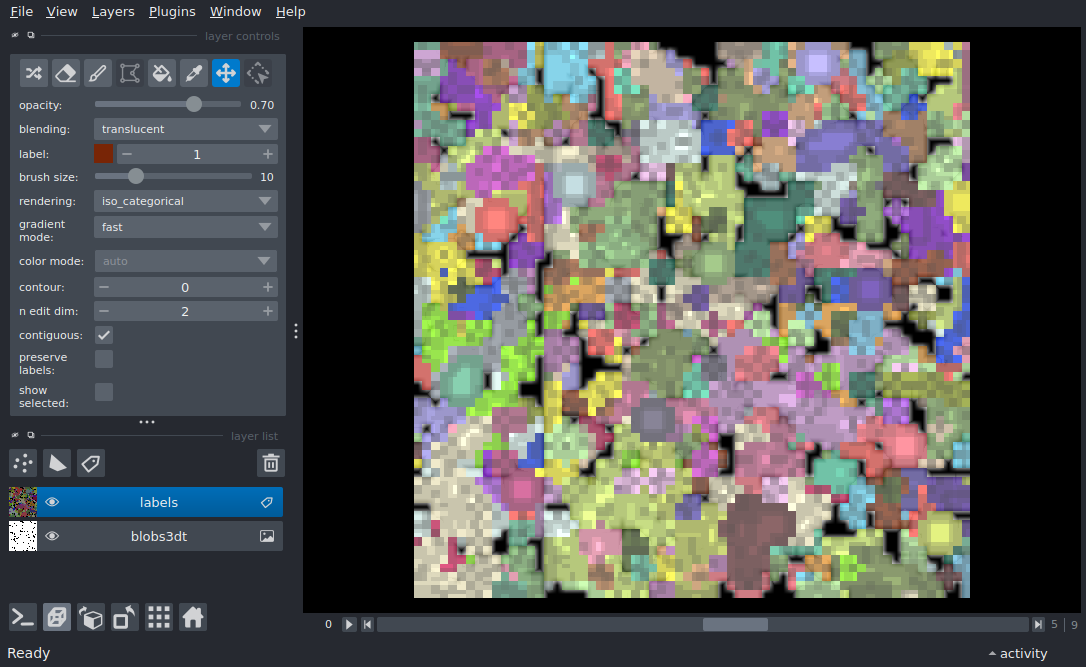 File View Layers Plugins Window Help
layer controls
opacity: 0.70
blending: translucent
label: 1
brush size: 10
rendering: iso_categorical
gradient
mode: fast
color mode: auto
contour: 0
n edit dim: 2
contiguous:
preserve
labels:
show
selected:
layer list
labels
blobs3dt
0 5 9
Ready activity